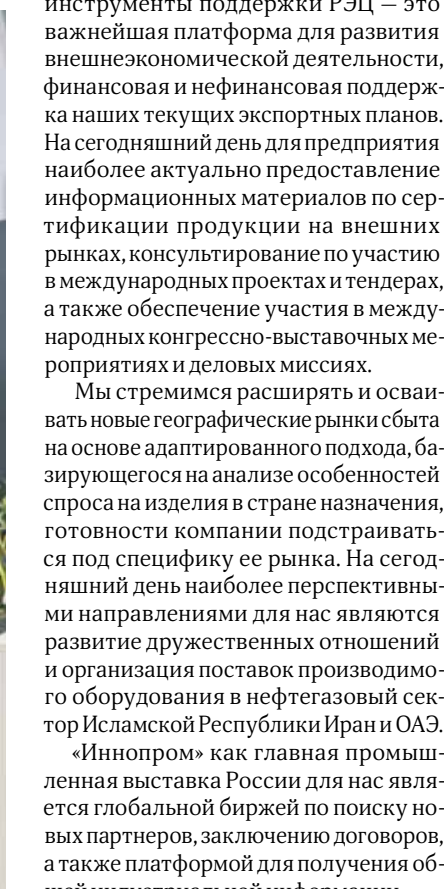 инструменты поддержки РЭЦ — это
важнейшая платформа для развития
внешнеэкономической деятельности,
финансовая и нефинансовая поддерж-
ка наших текущих экспортных планов.
На сегодняшний день для предприятия
наиболее актуально предоставление
информационных материалов по сер-
тификации продукции на внешних
рынках, консультирование по участию
в международных проектах и тендерах,
а также обеспечение участия в между-
народных конгрессно-выставочных ме-
роприятиях и деловых миссиях.
Мы стремимся расширять и осваи-
вать новые географические рынки сбыта
на основе адаптированного подхода, ба-
зирующегося на анализе особенностей
спроса на изделия в стране назначения,
готовности компании подстраивать-
ся под специфику ее рынка. На сегод-
няшний день наиболее перспективны-
ми направлениями для нас являются
развитие дружественных отношений
и организация поставок производимо-
го оборудования в нефтегазовый сек-
тор Исламской Республики Иран и ОАЭ.
«Иннопром» как главная промыш-
ленная выставка России для нас явля-
ется глобальной биржей по поиску но-
вых партнеров, заключению договоров,
а также платформой для получения об-
щей индустриальной информации